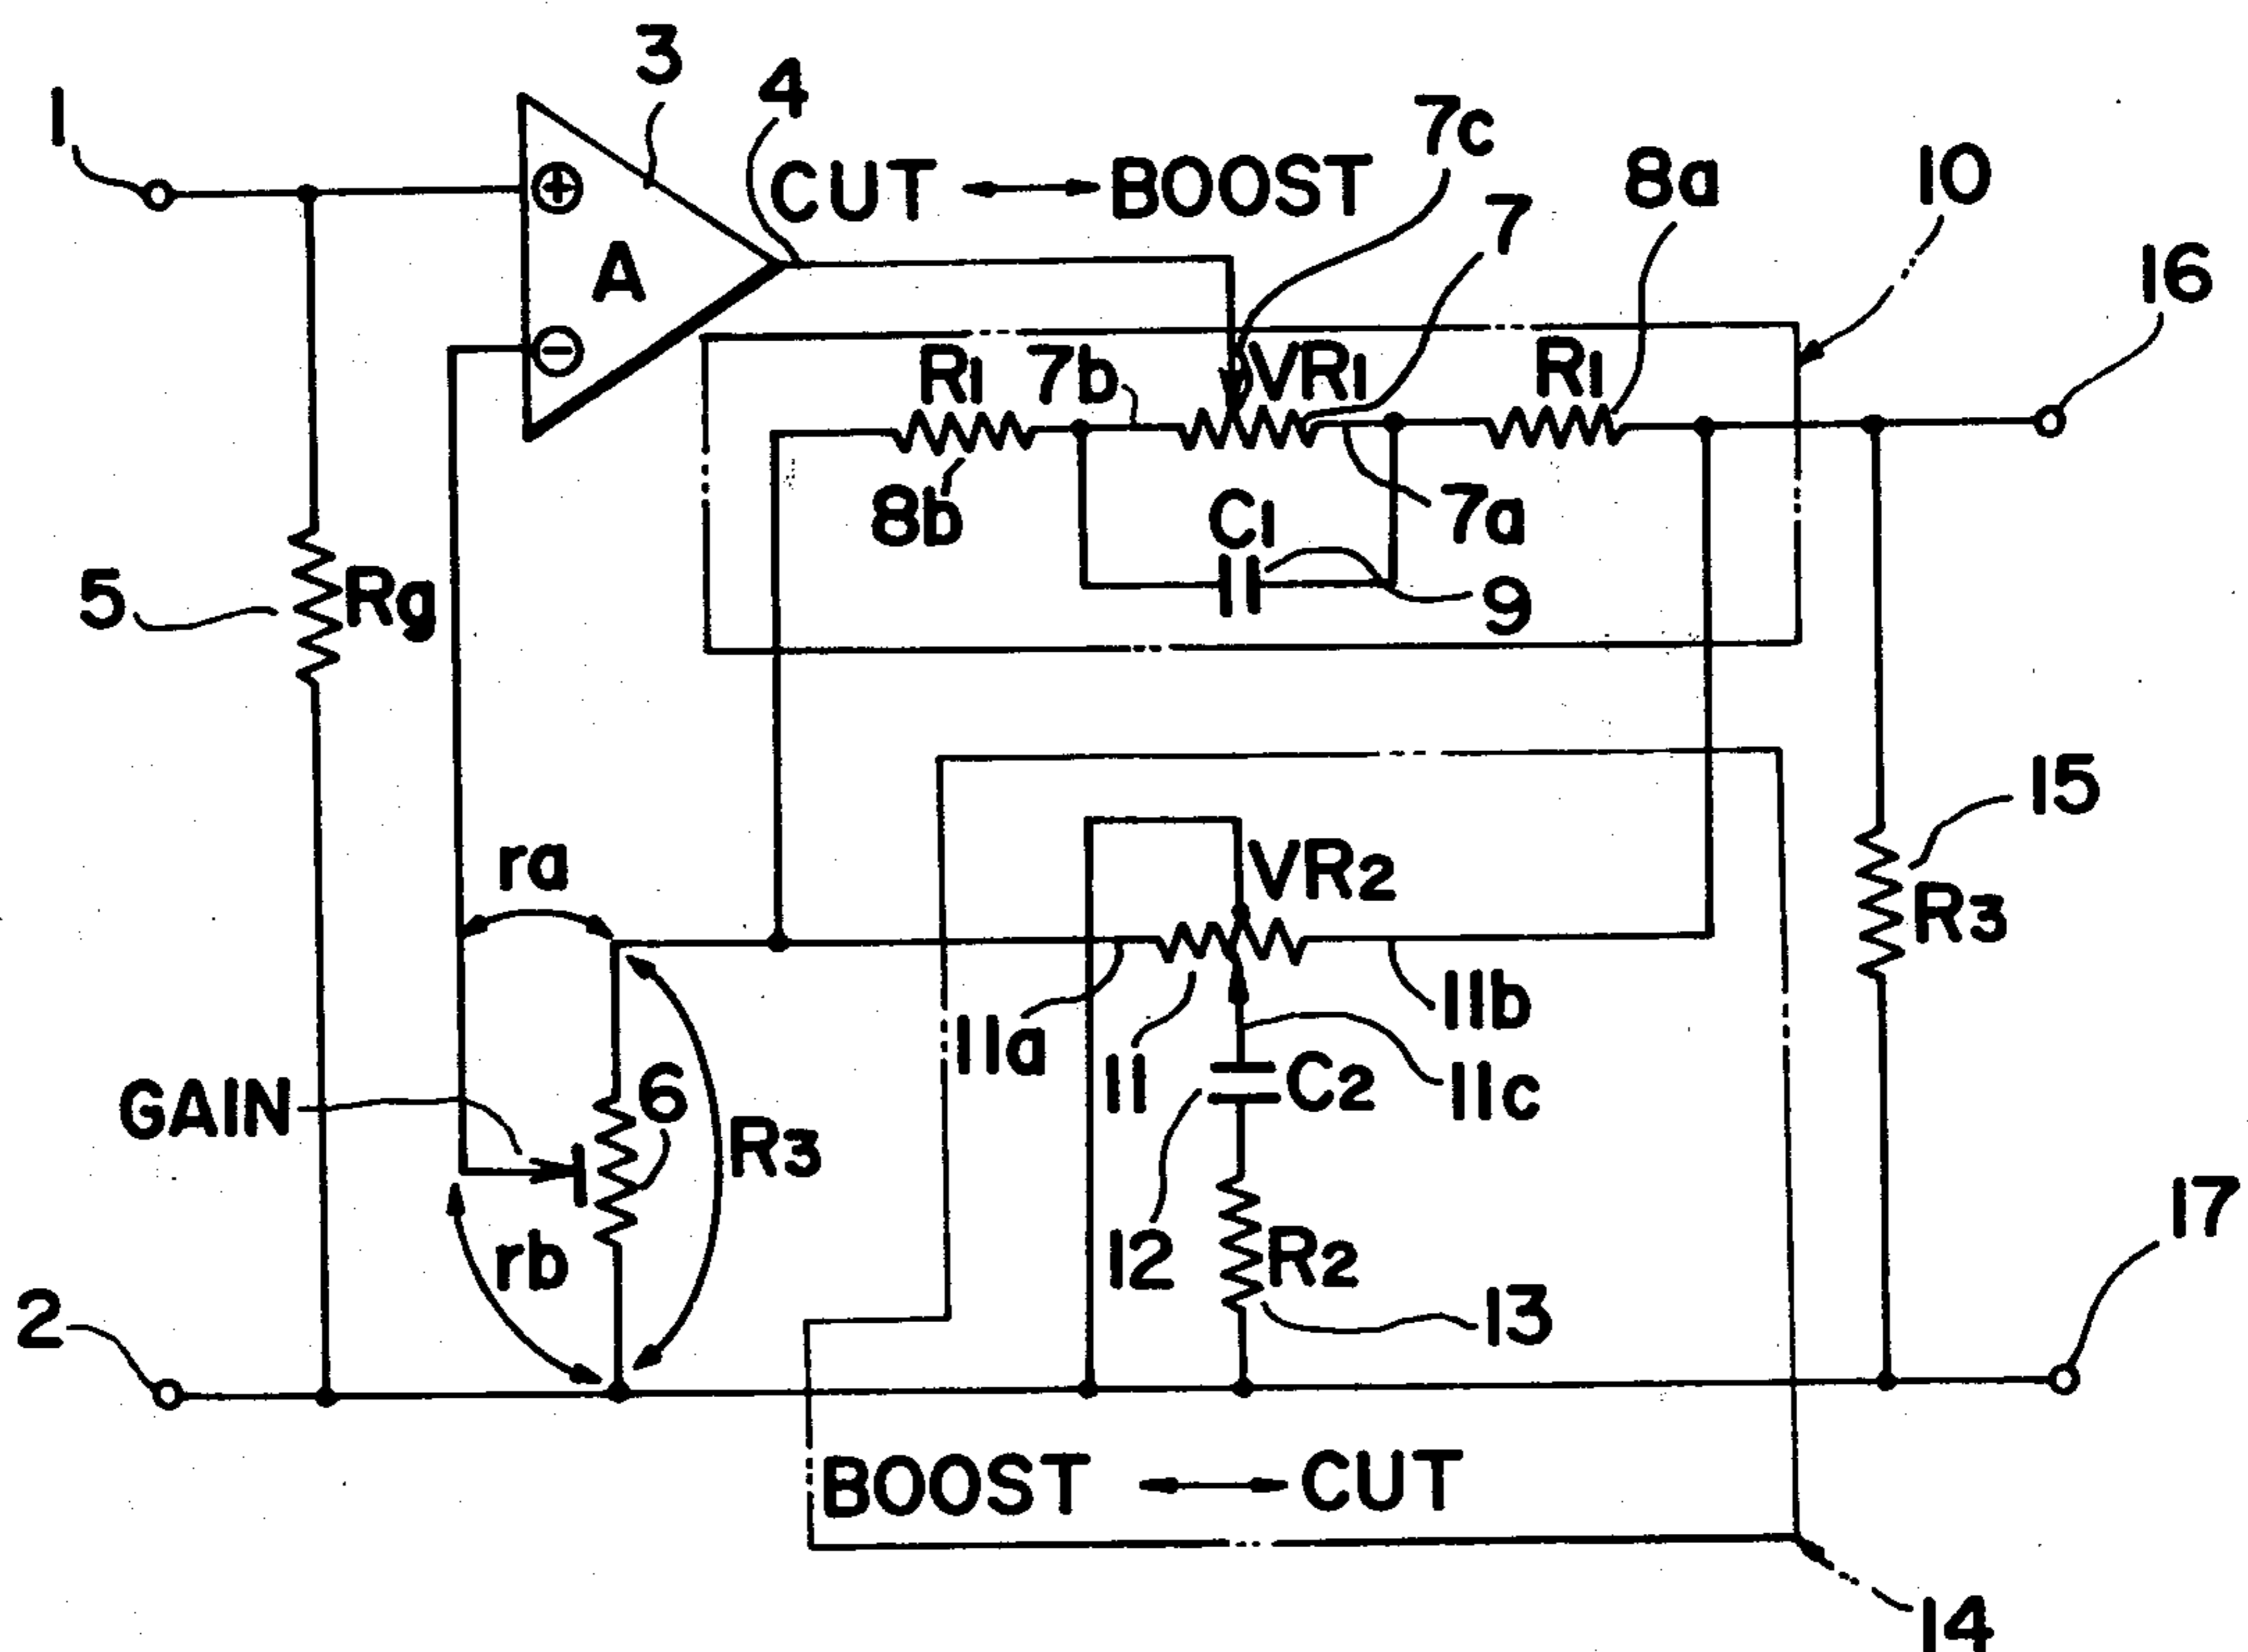 3
4
1
CUT BOOST
7c
7
8a
10
16
+
A
−
R1
7b
VR1
R1
8b
C1
7a
9
5
Rg
15
R3
ra
VR2
11a
11
11b
11c
C2
GAIN
6
R3
12
R2
13
rb
17
2
BOOST CUT
14